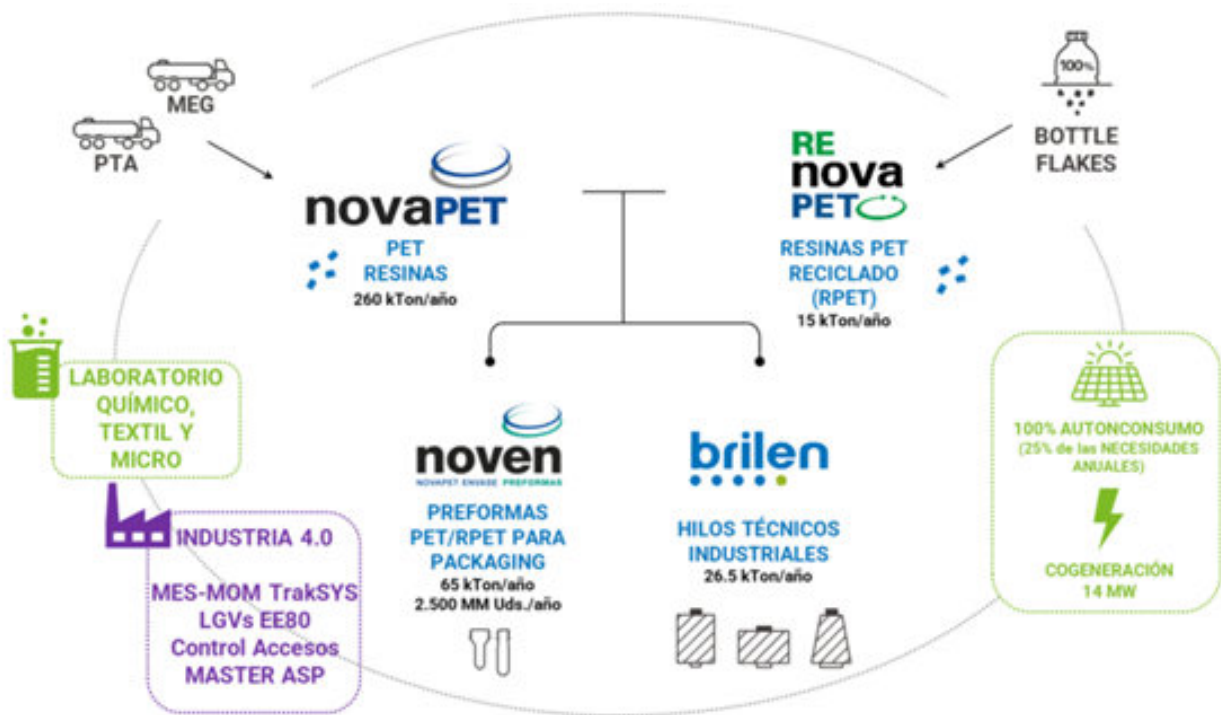 MEG
PTA
novaPET
PET
RESINAS
260 kTon/año
RE
nova
PET
RESINAS PET
RECICLADO
(RPET)
15 kTon/año
100%
BOTTLE
FLAKES
LABORATORIO
QUÍMICO,
TEXTIL Y
MICRO
INDUSTRIA 4.0
MES-MOM TrakSYS
LGVs EE80
Control Accesos
MASTER ASP
noven
NOVAPET ENVASE PREFORMAS
PREFORMAS
PET/RPET PARA
PACKAGING
65 kTon/año
2.500 MM Uds./año
brilen
HILOS TÉCNICOS
INDUSTRIALES
26.5 kTon/año
100% AUTONCONSUMO
(25% de las NECESIDADES
ANUALES)
COGENERACIÓN
14 MW